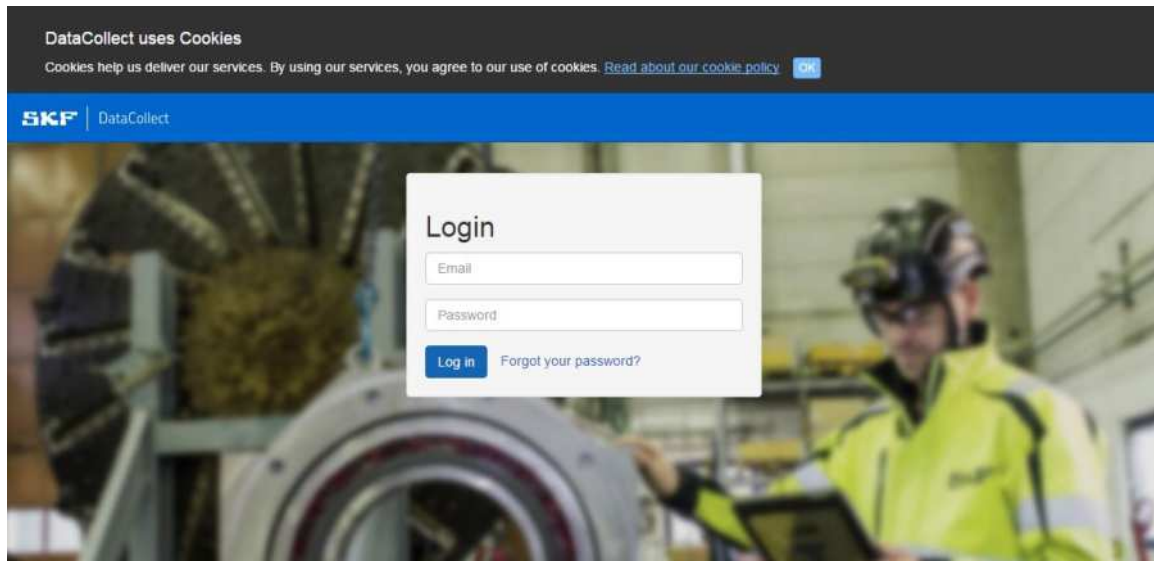 DataCollect uses Cookies
Cookies help us deliver our services. By using our services, you agree to our use of cookies. Read about our cookie policy OK
SKF | DataCollect
Login
Email
Password
Log in Forgot your password?